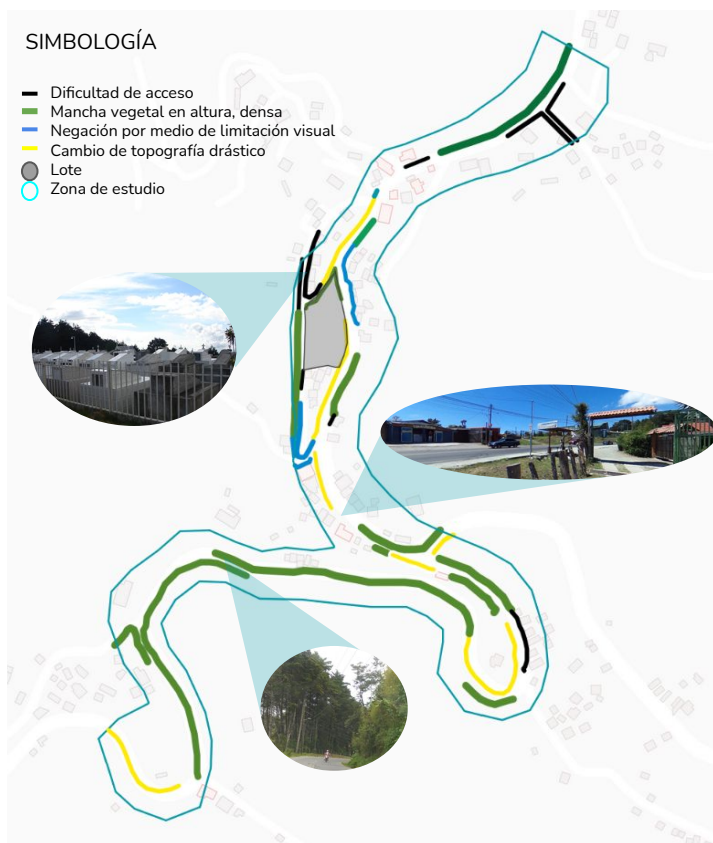 SIMBOLOGÍA
Dificultad de acceso
Mancha vegetal en altura, densa
Negación por medio de limitación visual
Cambio de topografía drástico
Lote
Zona de estudio